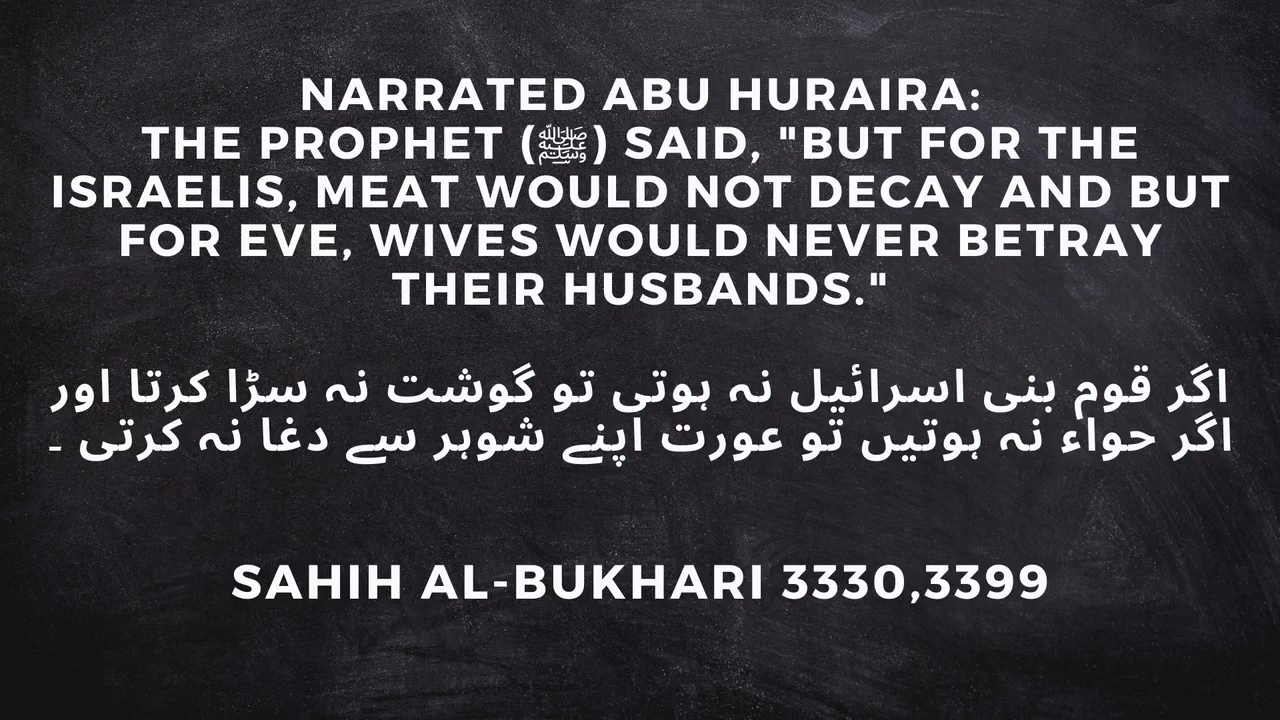 NARRATED ABU HURAIRA:
THE PROPHET (ﷺ) SAID, "BUT FOR THE
ISRAELIS, MEAT WOULD NOT DECAY AND BUT
FOR EVE, WIVES WOULD NEVER BETRAY
THEIR HUSBANDS."
اگر قوم بنی اسرائیل نہ ہوتی تو گوشت نہ سڑا کرتا اور
اگر حواء نہ ہوتیں تو عورت اپنے شوہر سے دغا نہ کرتی ۔
SAHIH AL-BUKHARI 3330,3399